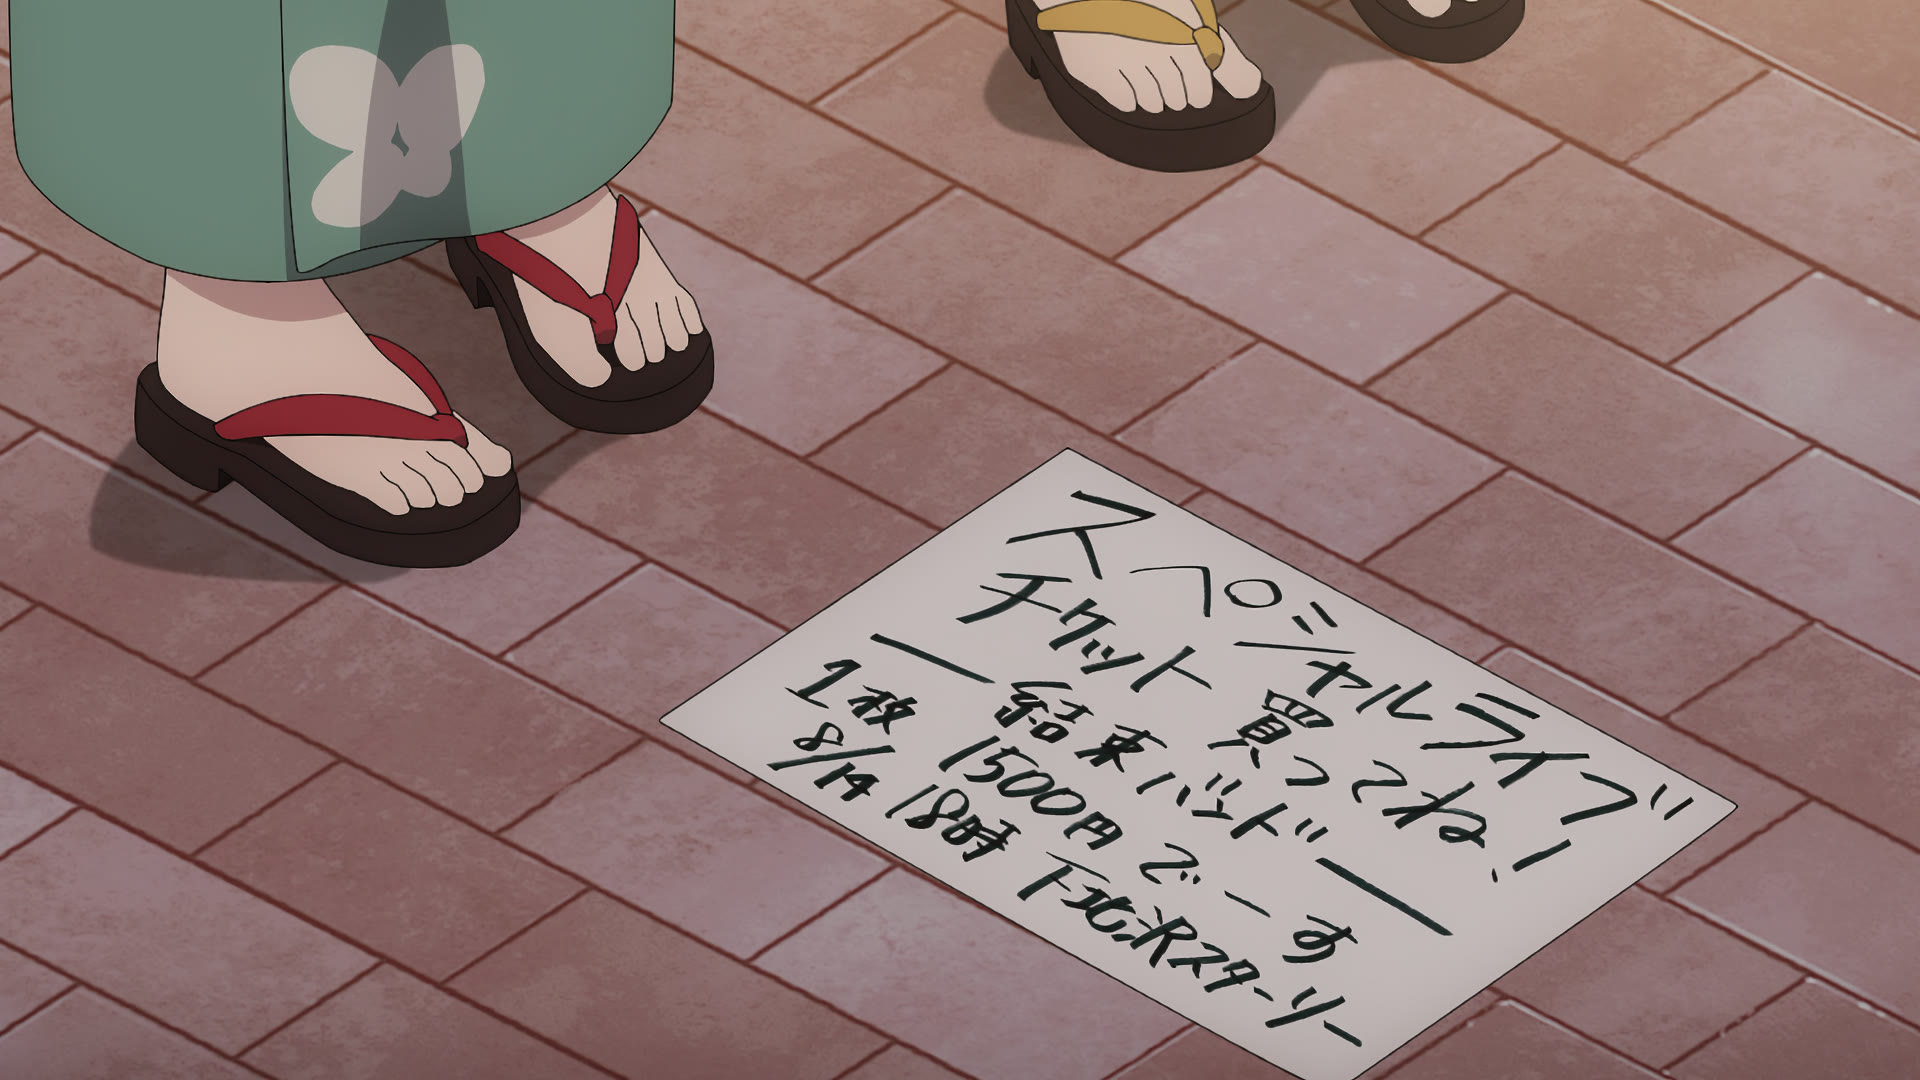 スペシャルライブ
チケット 買ってね!
― 結束バンド ―
1枚 1500円でーす
8/14 18時 下北沢スターリー